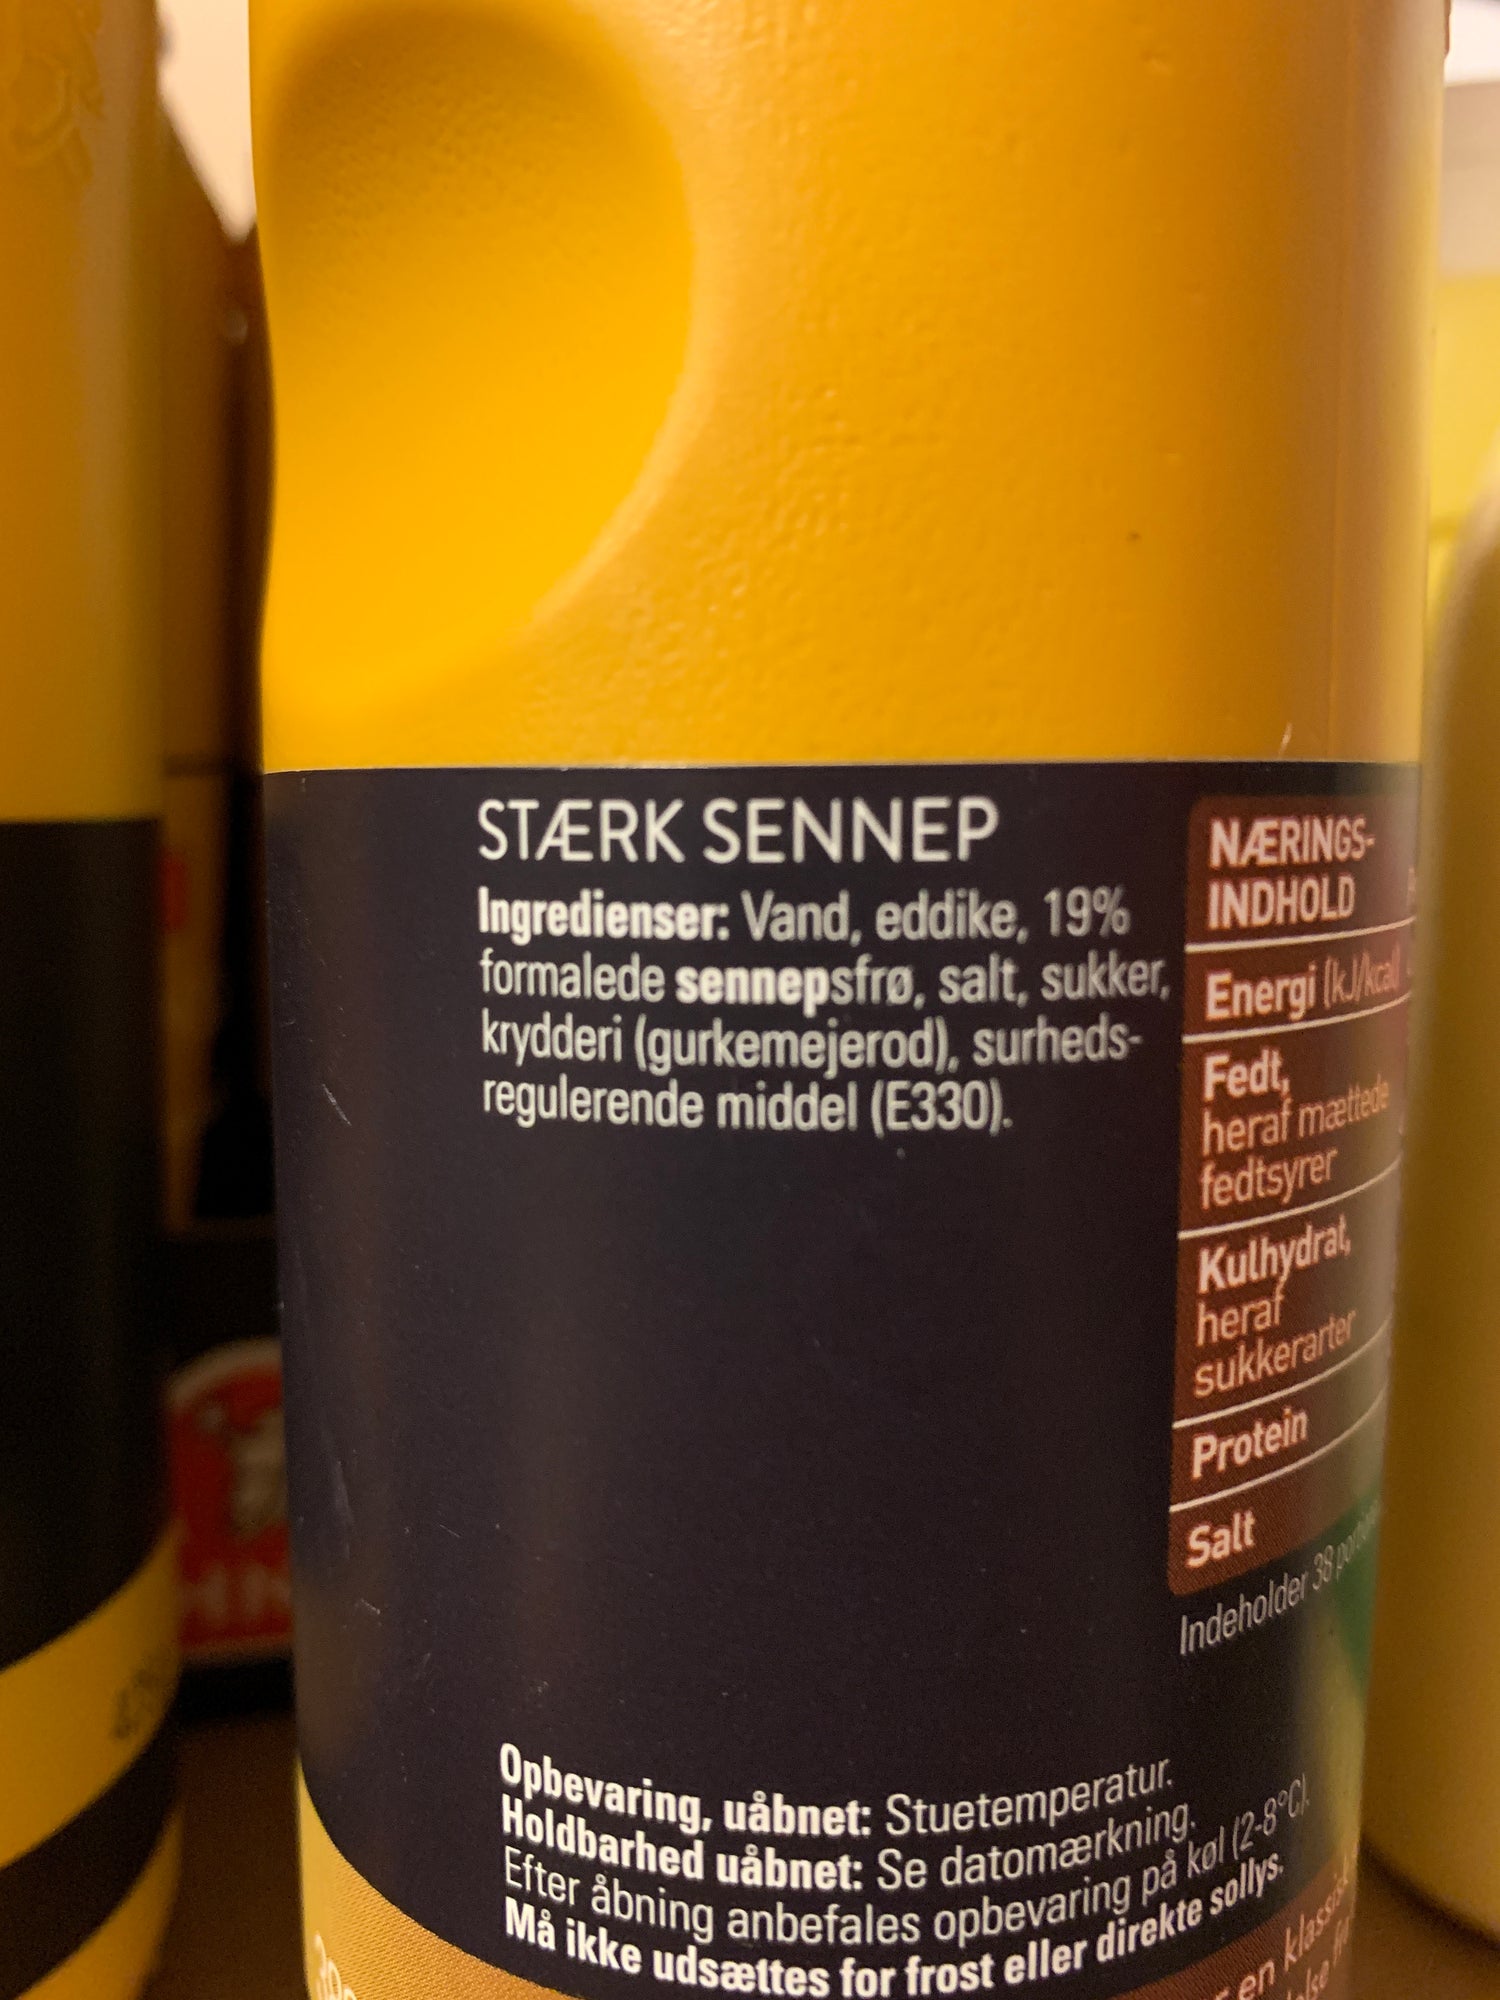 STÆRK SENNEP
Ingredienser: Vand, eddike, 19%
formalede sennepsfrø, salt, sukker,
krydderi (gurkemejerod), surheds-
regulerende middel (E330).
NÆRINGS-
INDHOLD
Energi (kJ/kcal)
Fedt,
heraf mættede
fedtsyrer
Kulhydrat,
heraf
sukkerarter
Protein
Salt
Indeholder 38
Opbevaring, uåbnet: Stuetemperatur.
Holdbarhed uåbnet: Se datomærkning.
Efter åbning anbefales opbevaring på køl (2-8°C).
Må ikke udsættes for frost eller direkte sollys.
en